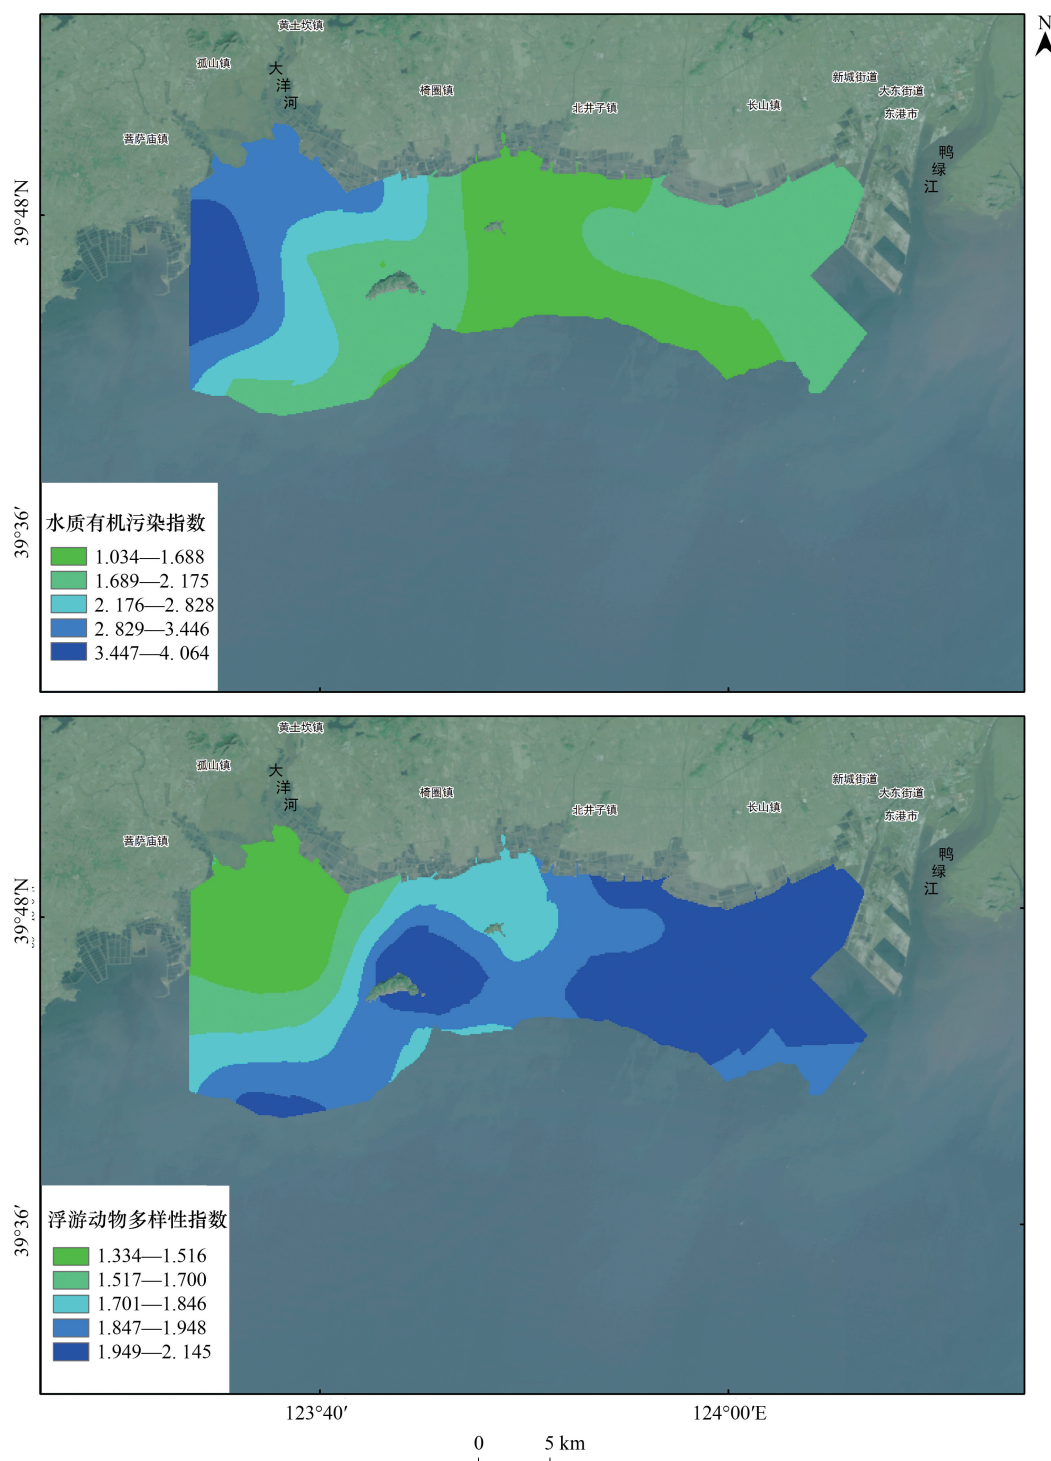 N
黄土坎镇
孤山镇
大洋河
椅圈镇
新城街道
大东街道
北井子镇
长山镇
东港市
菩萨庙镇
鸭绿江
39°48′N
39°36′
水质有机污染指数
1.034—1.688
1.689—2. 175
2. 176—2. 828
2. 829—3.446
3.447—4. 064
黄土坎镇
孤山镇
大洋河
椅圈镇
新城街道
大东街道
北井子镇
长山镇
东港市
菩萨庙镇
鸭绿江
39°48′N
39°36′
浮游动物多样性指数
1.334—1.516
1.517—1.700
1.701—1.846
1.847—1.948
1.949—2. 145
123°40′
124°00′E
0
5 km